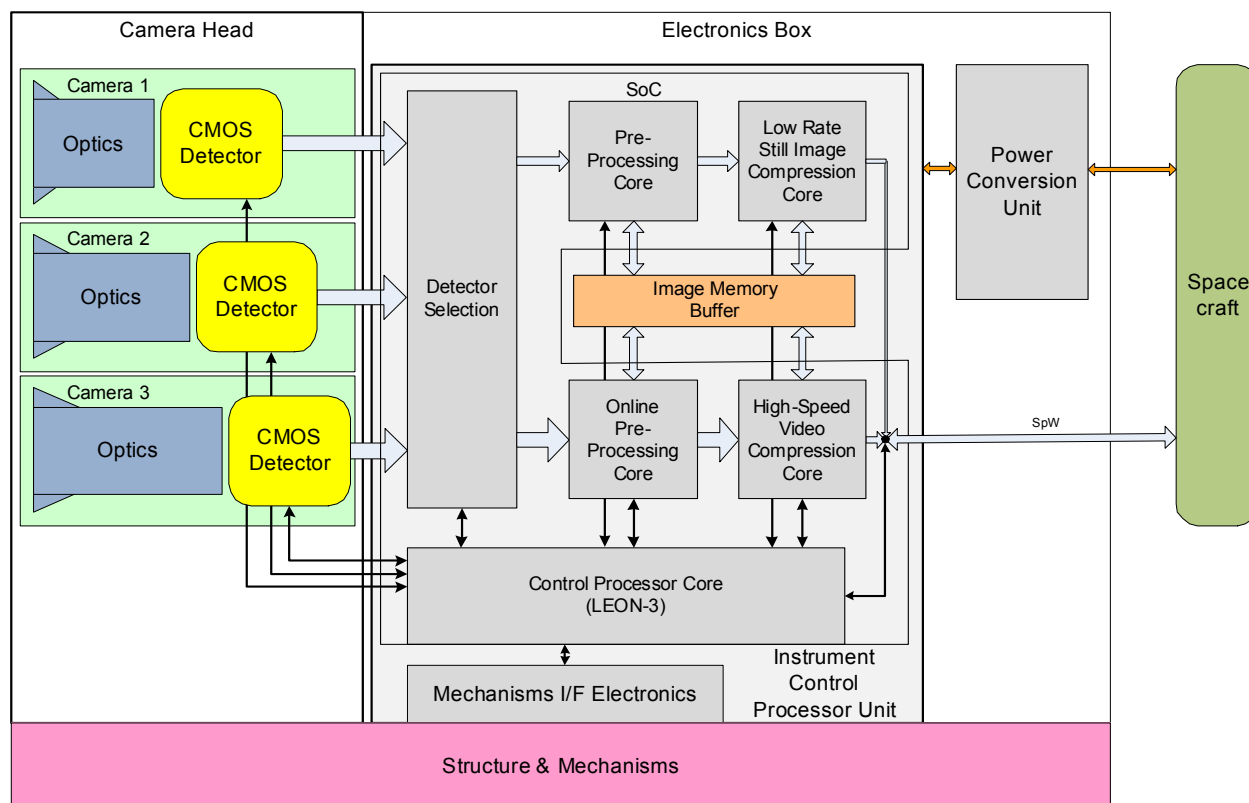 Camera Head
Electronics Box
Camera 1
Optics
CMOS
Detector
Camera 2
Optics
CMOS
Detector
Camera 3
Optics
CMOS
Detector
SoC
Detector
Selection
Pre-
Processing
Core
Low Rate
Still Image
Compression
Core
Image Memory
Buffer
Online
Pre-
Processing
Core
High-Speed
Video
Compression
Core
Control Processor Core
(LEON-3)
Mechanisms I/F Electronics
Instrument
Control
Processor Unit
Power
Conversion
Unit
SpW
Space
craft
Structure & Mechanisms